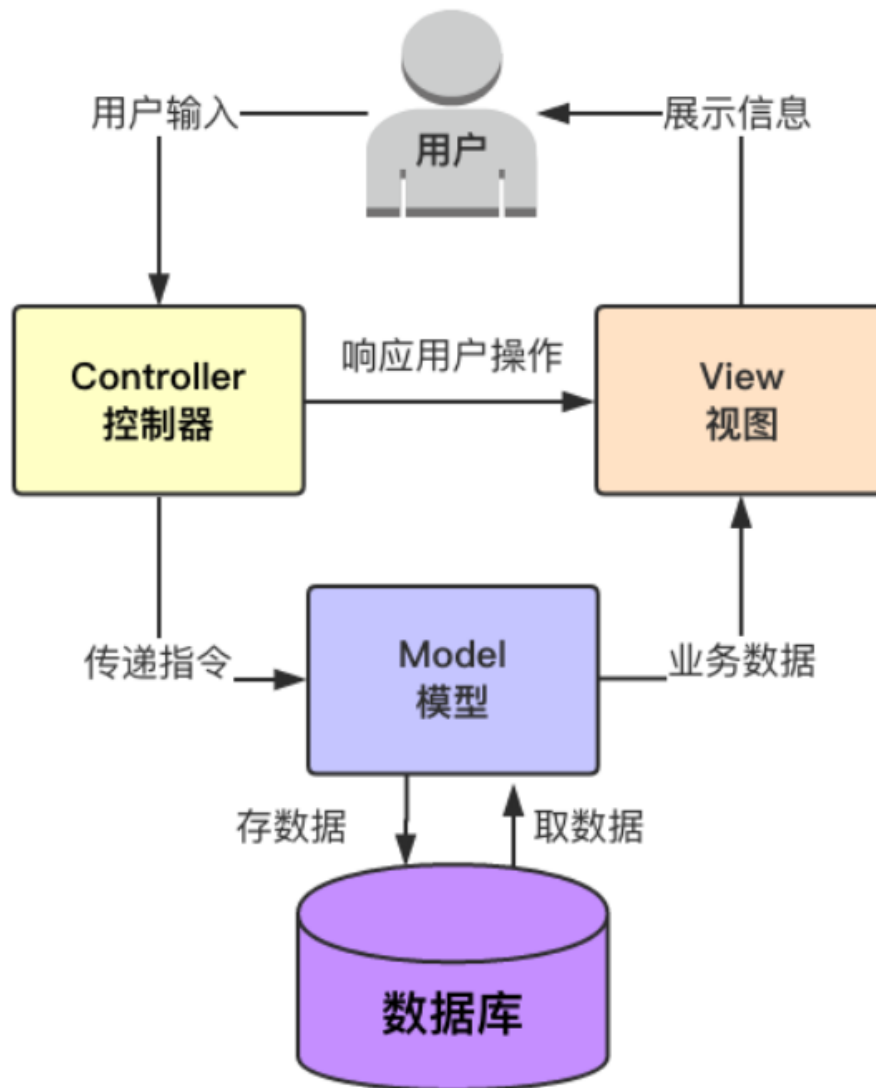 用户输入
用户
展示信息
Controller
控制器
响应用户操作
View
视图
传递指令
Model
模型
业务数据
存数据
取数据
数据库